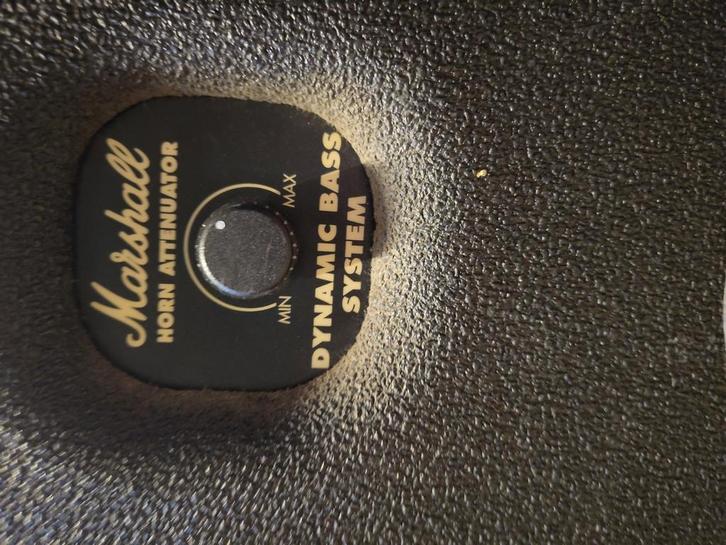 Marshall
HORN ATTENUATOR
MIN MAX
DYNAMIC BASS
SYSTEM